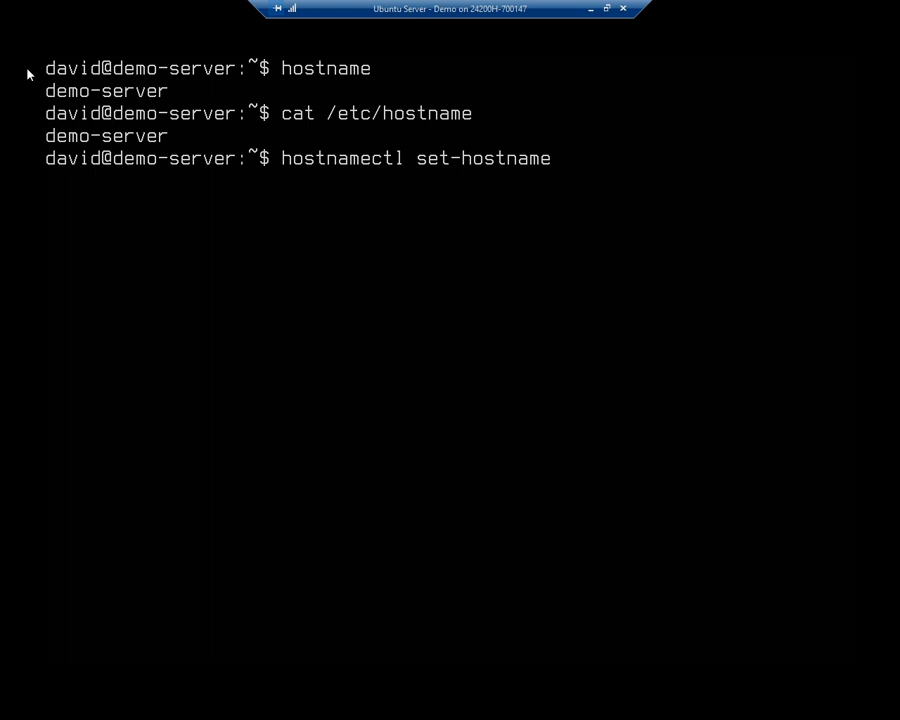 Ubuntu Server - Demo on 24200H-700147
david@demo-server:~$ hostname
demo-server
david@demo-server:~$ cat /etc/hostname
demo-server
david@demo-server:~$ hostnamectl set-hostname